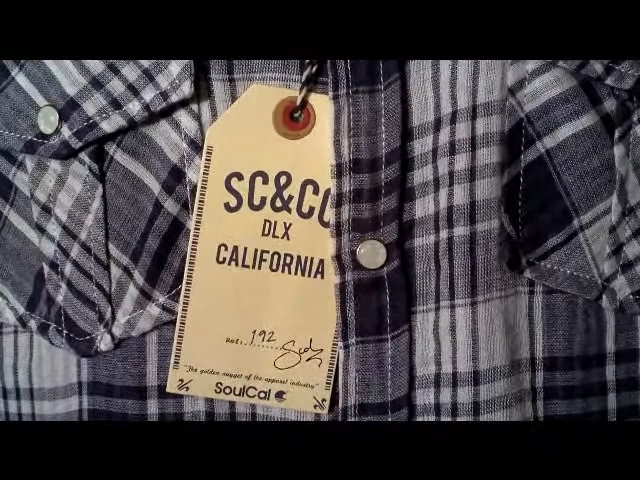 SC&CO
DLX
CALIFORNIA
REF: 192
"The golden nugget of the apparel industry"
SoulCal